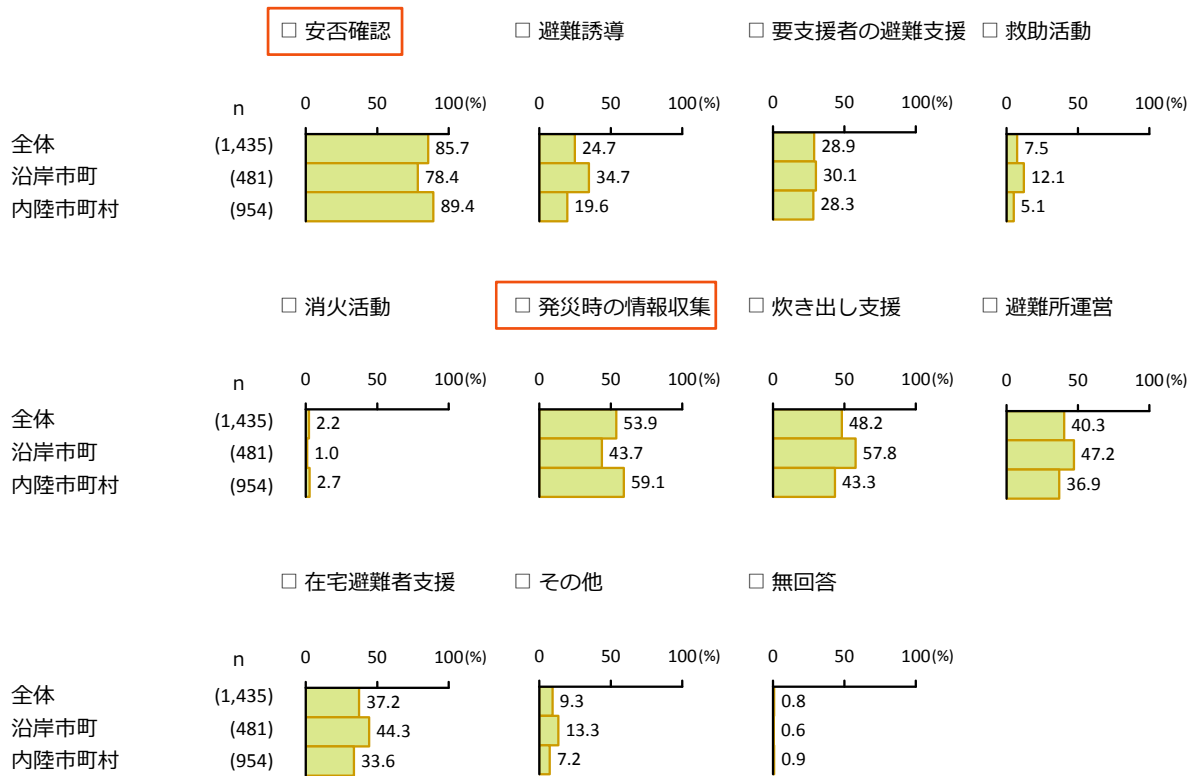 □ 安否確認 □ 避難誘導 □ 要支援者の避難支援 □ 救助活動
n 0 50 100(%) 0 50 100(%) 0 50 100(%) 0 50 100(%)
全体 (1,435) 85.7 24.7 28.9 7.5
沿岸市町 (481) 78.4 34.7 30.1 12.1
内陸市町村 (954) 89.4 19.6 28.3 5.1
□ 消火活動 □ 発災時の情報収集 □ 炊き出し支援 □ 避難所運営
n 0 50 100(%) 0 50 100(%) 0 50 100(%) 0 50 100(%)
全体 (1,435) 2.2 53.9 48.2 40.3
沿岸市町 (481) 1.0 43.7 57.8 47.2
内陸市町村 (954) 2.7 59.1 43.3 36.9
□ 在宅避難者支援 □ その他 □ 無回答
n 0 50 100(%) 0 50 100(%) 0 50 100(%)
全体 (1,435) 37.2 9.3 0.8
沿岸市町 (481) 44.3 13.3 0.6
内陸市町村 (954) 33.6 7.2 0.9